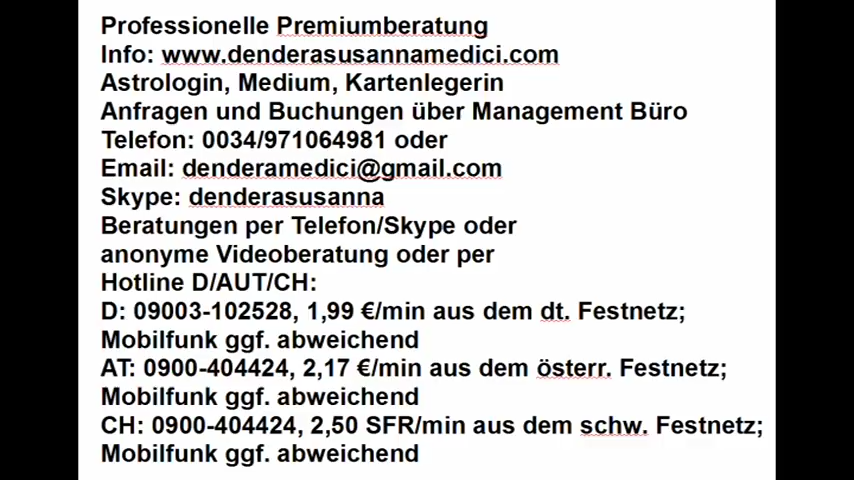 Professionelle Premiumberatung
Info: www.denderasusannamedici.com
Astrologin, Medium, Kartenlegerin
Anfragen und Buchungen über Management Büro
Telefon: 0034/971064981 oder
Email: denderamedici@gmail.com
Skype: denderasusanna
Beratungen per Telefon/Skype oder
anonyme Videoberatung oder per
Hotline D/AUT/CH:
D: 09003-102528, 1,99 €/min aus dem dt. Festnetz;
Mobilfunk ggf. abweichend
AT: 0900-404424, 2,17 €/min aus dem österr. Festnetz;
Mobilfunk ggf. abweichend
CH: 0900-404424, 2,50 SFR/min aus dem schw. Festnetz;
Mobilfunk ggf. abweichend